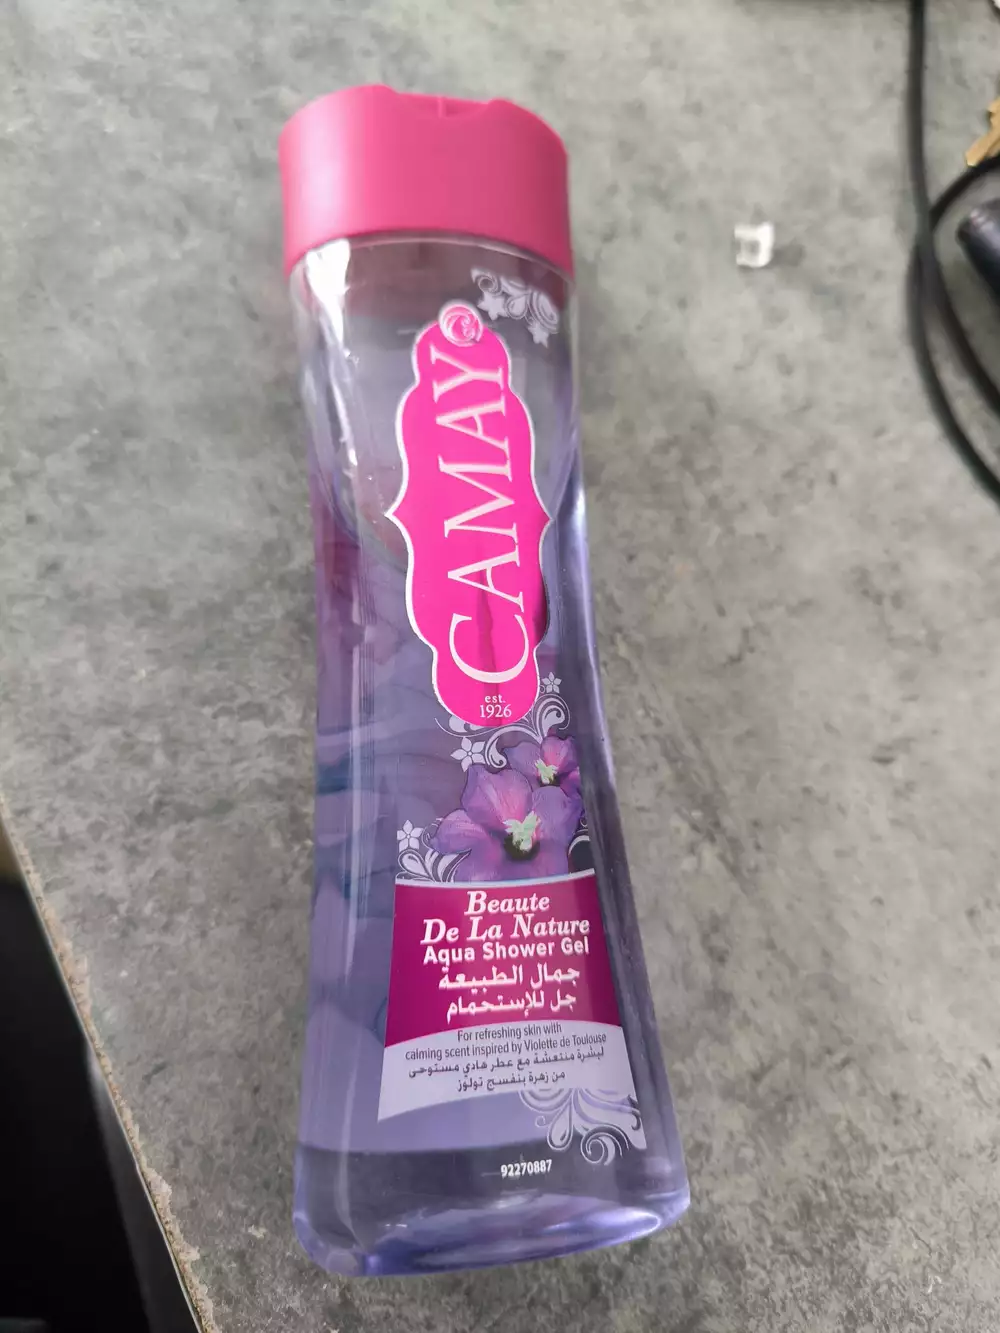 CAMAY
est.
1926
Beaute
De La Nature
Aqua Shower Gel
جمال الطبيعة
جل للإستحمام
For refreshing skin with
calming scent inspired by Violette de Toulouse
لبشرة منتعشة مع عطر هادي مستوحى
من زهرة بنفسج تولوز
92270887